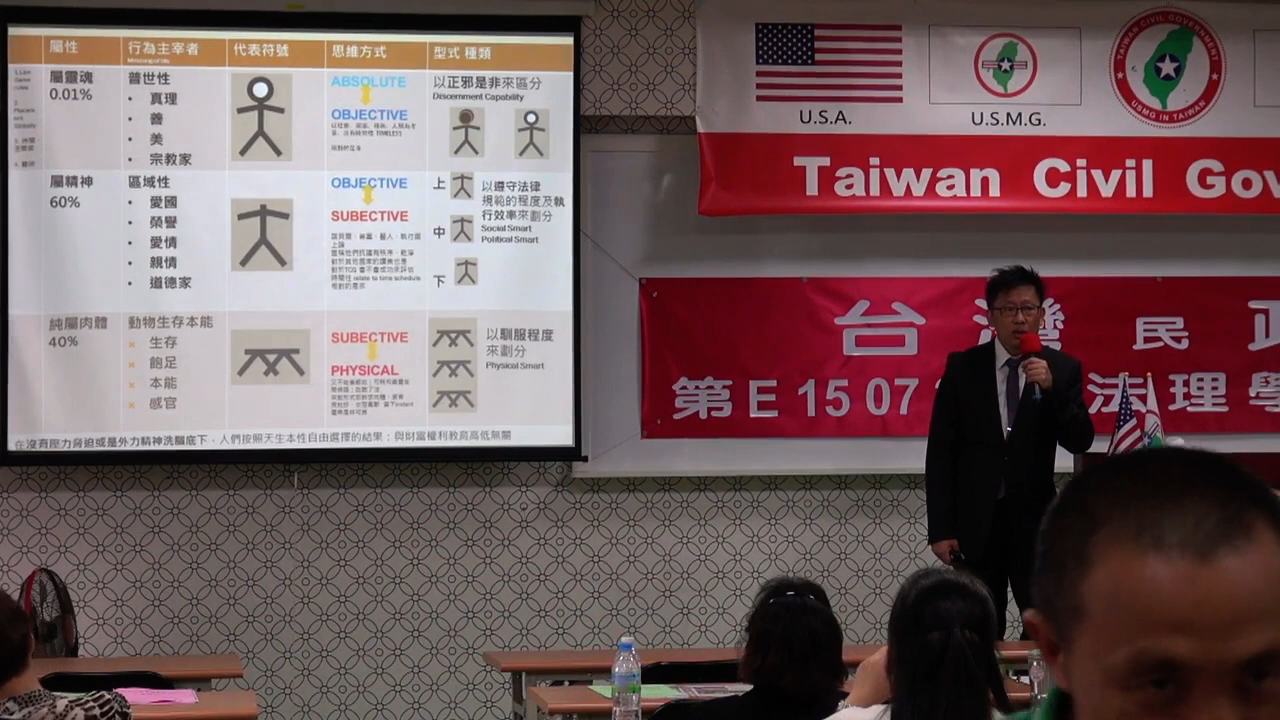 屬性
行為主宰者
代表符號
思維方式
型式 種類
屬靈魂
0.01%
普世性
• 真理
• 善
• 美
• 宗教家
ABSOLUTE
OBJECTIVE
以正邪是非來區分
Discernment Capability
屬精神
60%
區域性
• 愛國
• 榮譽
• 愛情
• 親情
• 道德家
OBJECTIVE
SUBECTIVE
上
中
下
以遵守法律
規範的程度及執
行效率來劃分
Social Smart
Political Smart
純屬肉體
40%
動物生存本能
生存
飽足
本能
感官
SUBECTIVE
PHYSICAL
以馴服程度
來劃分
Physical Smart
在沒有壓力脅迫或是外力精神洗腦底下，人們按照天生本性自由選擇的結果；與財富權利教育高低無關
U.S.A.
U.S.M.G.
TAIWAN CIVIL GOVERNMENT
USMG IN TAIWAN
Taiwan Civil Gov
台灣民政
第E 15 07
法理學